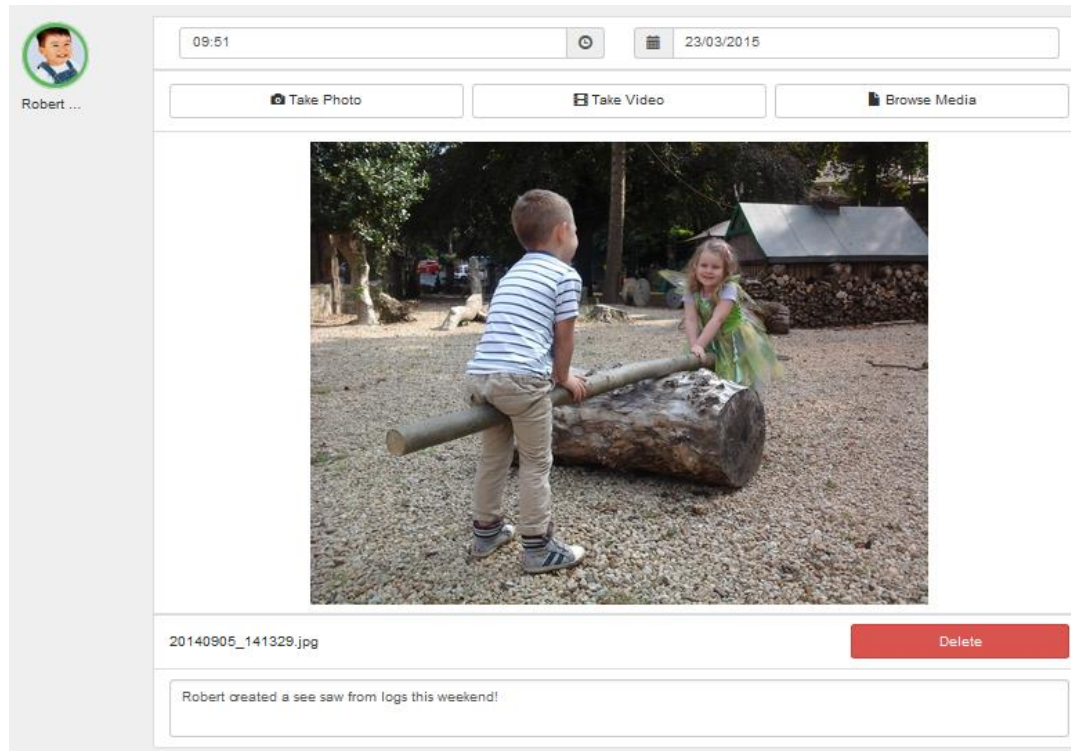 09:51
23/03/2015
Robert ...
Take Photo
Take Video
Browse Media
20140905_141329.jpg
Delete
Robert created a see saw from logs this weekend!